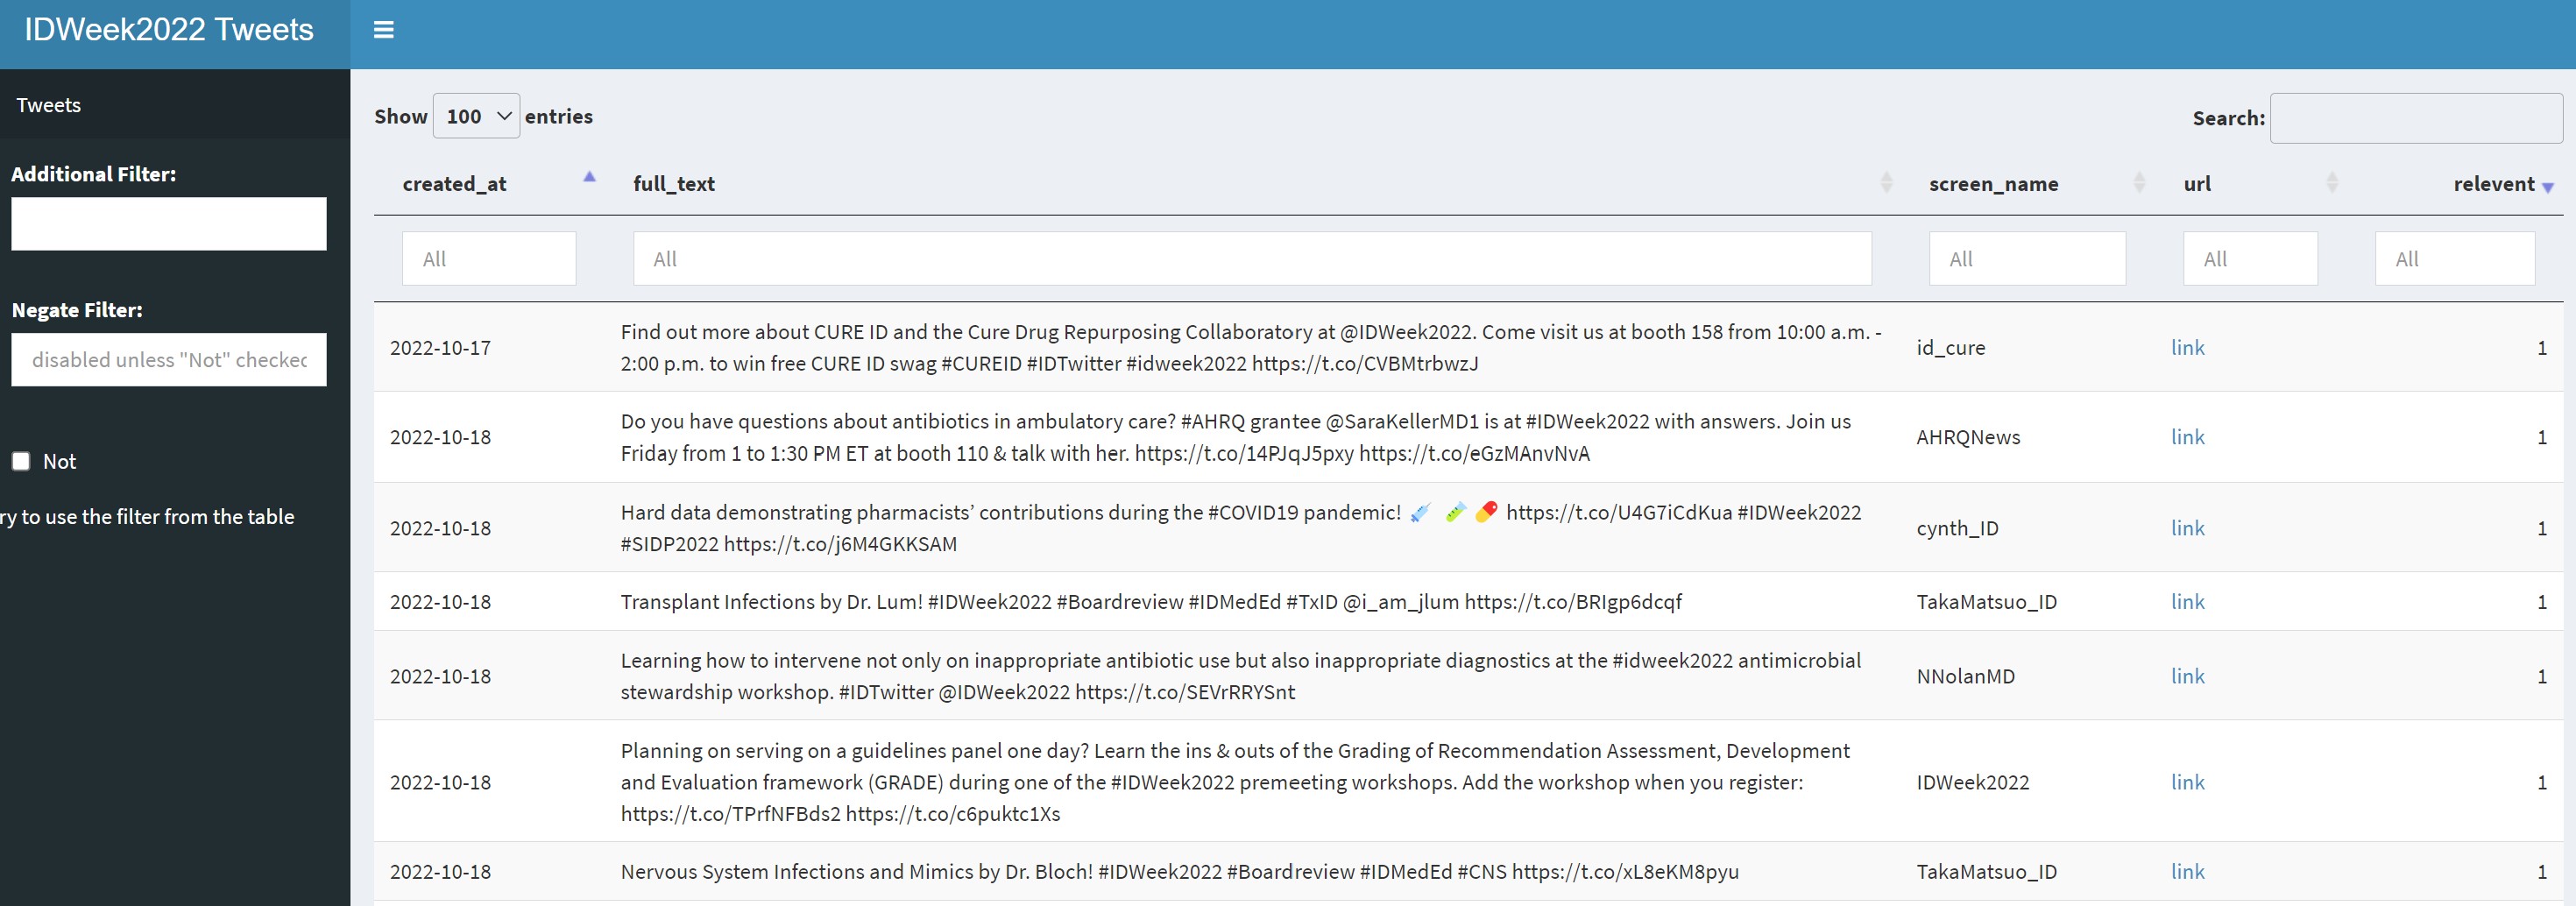 IDWeek2022 Tweets
Tweets
Additional Filter:
Negate Filter:
disabled unless "Not" checked
Not
ry to use the filter from the table
Show 100 entries
Search:
created_at full_text screen_name url relevent
All All All All All
2022-10-17 Find out more about CURE ID and the Cure Drug Repurposing Collaboratory at @IDWeek2022. Come visit us at booth 158 from 10:00 a.m. - id_cure link 1
2:00 p.m. to win free CURE ID swag #CUREID #IDTwitter #idweek2022 https://t.co/CVBMtrbwzJ
2022-10-18 Do you have questions about antibiotics in ambulatory care? #AHRQ grantee @SaraKellerMD1 is at #IDWeek2022 with answers. Join us AHRQNews link 1
Friday from 1 to 1:30 PM ET at booth 110 & talk with her. https://t.co/14PJqJ5pxy https://t.co/eGzMAnvNvA
2022-10-18 Hard data demonstrating pharmacists’ contributions during the #COVID19 pandemic! 💉 🧪 💊 https://t.co/U4G7iCdKua #IDWeek2022 cynth_ID link 1
#SIDP2022 https://t.co/j6M4GKKSAM
2022-10-18 Transplant Infections by Dr. Lum! #IDWeek2022 #Boardreview #IDMedEd #TxID @i_am_jlum https://t.co/BRIgp6dcqf TakaMatsuo_ID link 1
2022-10-18 Learning how to intervene not only on inappropriate antibiotic use but also inappropriate diagnostics at the #idweek2022 antimicrobial NNolanMD link 1
stewardship workshop. #IDTwitter @IDWeek2022 https://t.co/SEVrRRYSnt
2022-10-18 Planning on serving on a guidelines panel one day? Learn the ins & outs of the Grading of Recommendation Assessment, Development IDWeek2022 link 1
and Evaluation framework (GRADE) during one of the #IDWeek2022 premeeting workshops. Add the workshop when you register:
https://t.co/TPrfNFBds2 https://t.co/c6puktc1Xs
2022-10-18 Nervous System Infections and Mimics by Dr. Bloch! #IDWeek2022 #Boardreview #IDMedEd #CNS https://t.co/xL8eKM8pyu TakaMatsuo_ID link 1